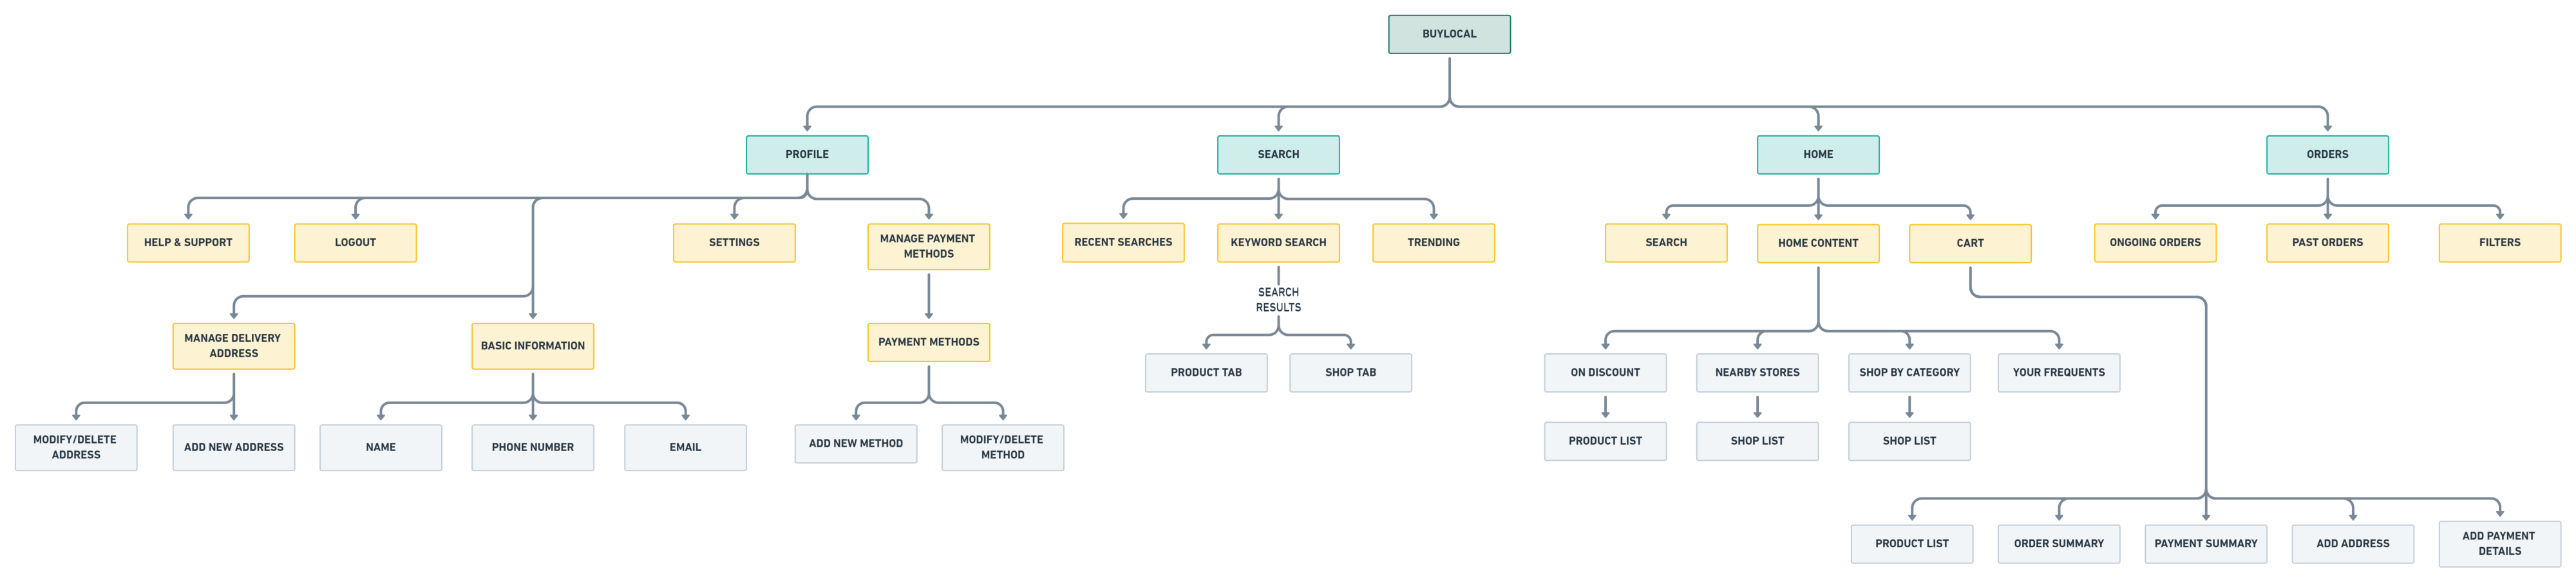 BUYLOCAL
PROFILE
SEARCH
HOME
ORDERS
HELP & SUPPORT
LOGOUT
SETTINGS
MANAGE PAYMENT
METHODS
RECENT SEARCHES
KEYWORD SEARCH
TRENDING
SEARCH
HOME CONTENT
CART
ONGOING ORDERS
PAST ORDERS
FILTERS
SEARCH
RESULTS
MANAGE DELIVERY
ADDRESS
BASIC INFORMATION
PAYMENT METHODS
PRODUCT TAB
SHOP TAB
ON DISCOUNT
NEARBY STORES
SHOP BY CATEGORY
YOUR FREQUENTS
MODIFY/DELETE
ADDRESS
ADD NEW ADDRESS
NAME
PHONE NUMBER
EMAIL
ADD NEW METHOD
MODIFY/DELETE
METHOD
PRODUCT LIST
SHOP LIST
SHOP LIST
PRODUCT LIST
ORDER SUMMARY
PAYMENT SUMMARY
ADD ADDRESS
ADD PAYMENT
DETAILS